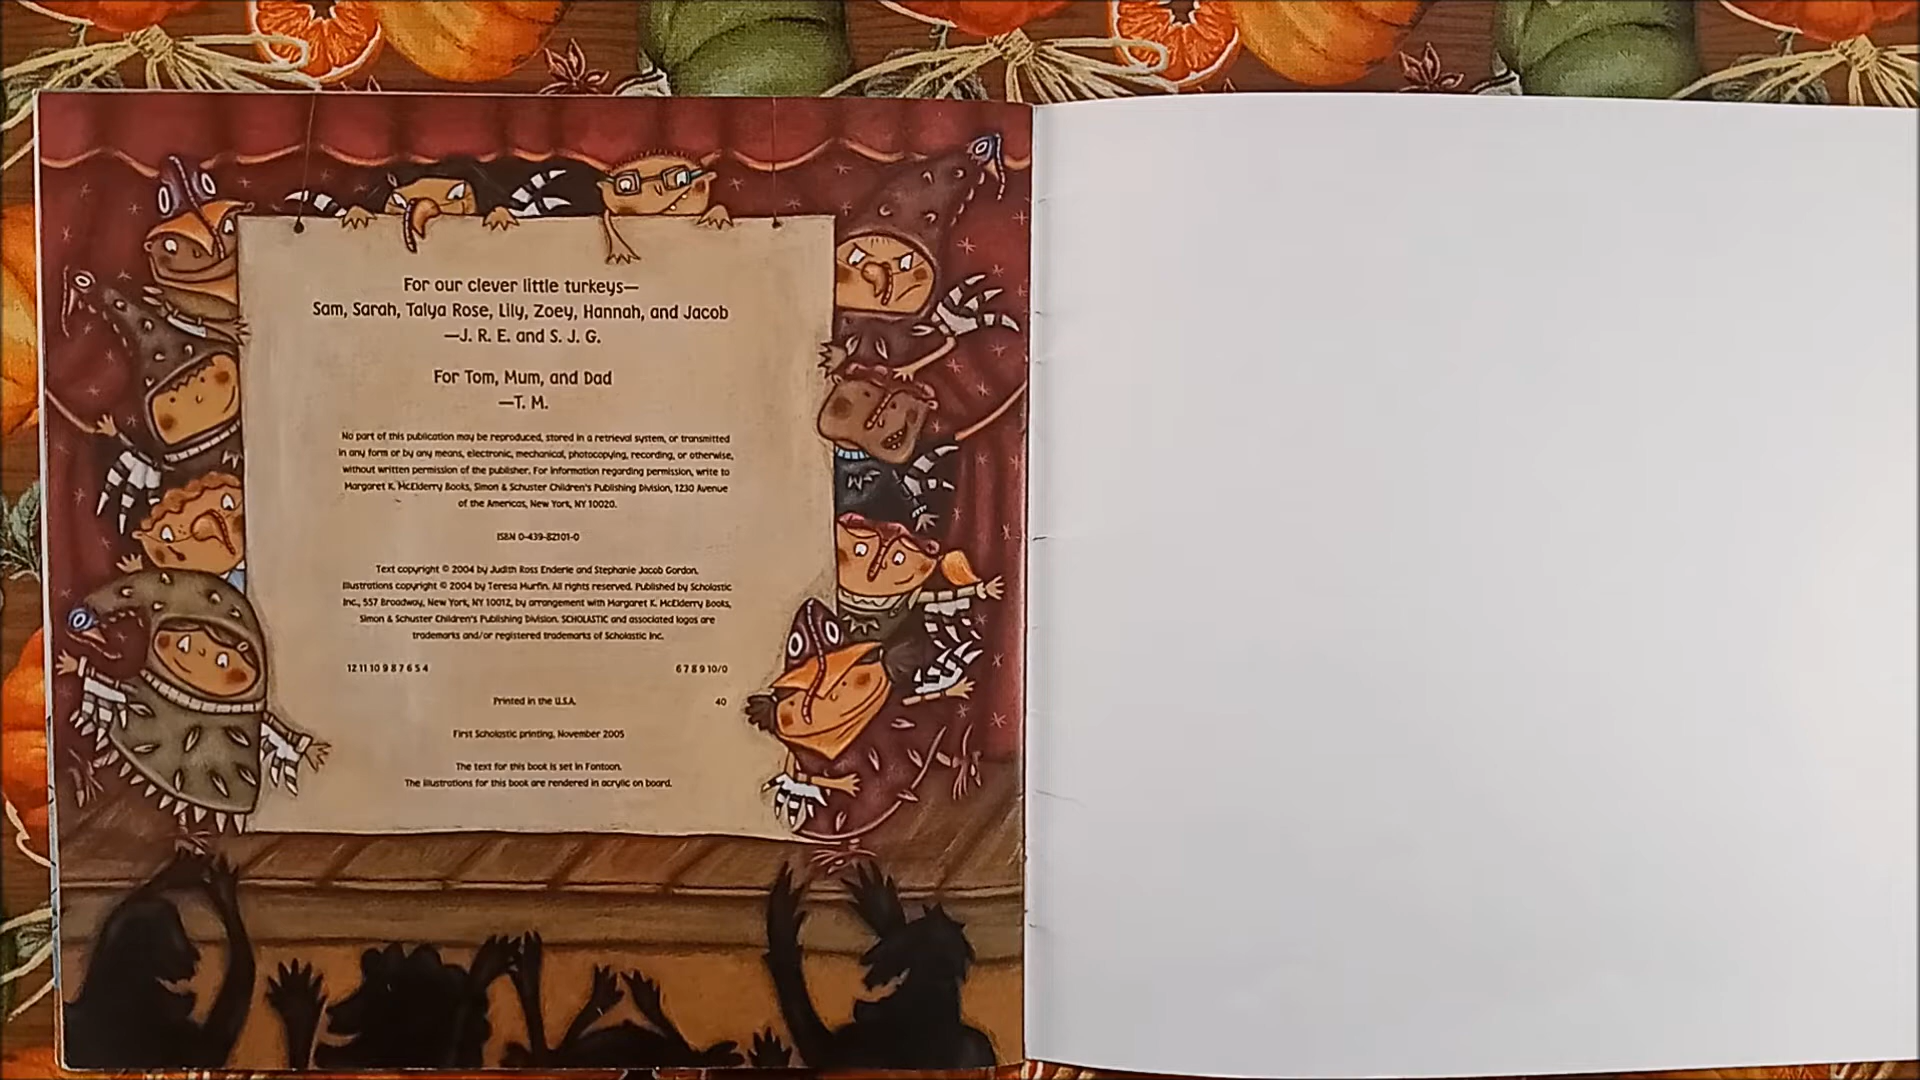 For our clever little turkeys—
Sam, Sarah, Talya Rose, Lily, Zoey, Hannah, and Jacob
—J. R. E. and S. J. G.
For Tom, Mum, and Dad
—T. M.
No part of this publication may be reproduced, stored in a retrieval system, or transmitted
in any form or by any means, electronic, mechanical, photocopying, recording, or otherwise,
without written permission of the publisher. For information regarding permission, write to
Margaret K. McElderry Books, Simon & Schuster Children's Publishing Division, 1230 Avenue
of the Americas, New York, NY 10020.
ISBN 0-439-82101-0
Text copyright © 2004 by Judith Ross Enderle and Stephanie Jacob Gordon.
Illustrations copyright © 2004 by Teresa Murfin. All rights reserved. Published by Scholastic
Inc., 557 Broadway, New York, NY 10012, by arrangement with Margaret K. McElderry Books,
Simon & Schuster Children's Publishing Division. SCHOLASTIC and associated logos are
trademarks and/or registered trademarks of Scholastic Inc.
12 11 10 9 8 7 6 5 4 6 7 8 9 10/0
Printed in the U.S.A. 40
First Scholastic printing, November 2005
The text for this book is set in Fontoon.
The illustrations for this book are rendered in acrylic on board.